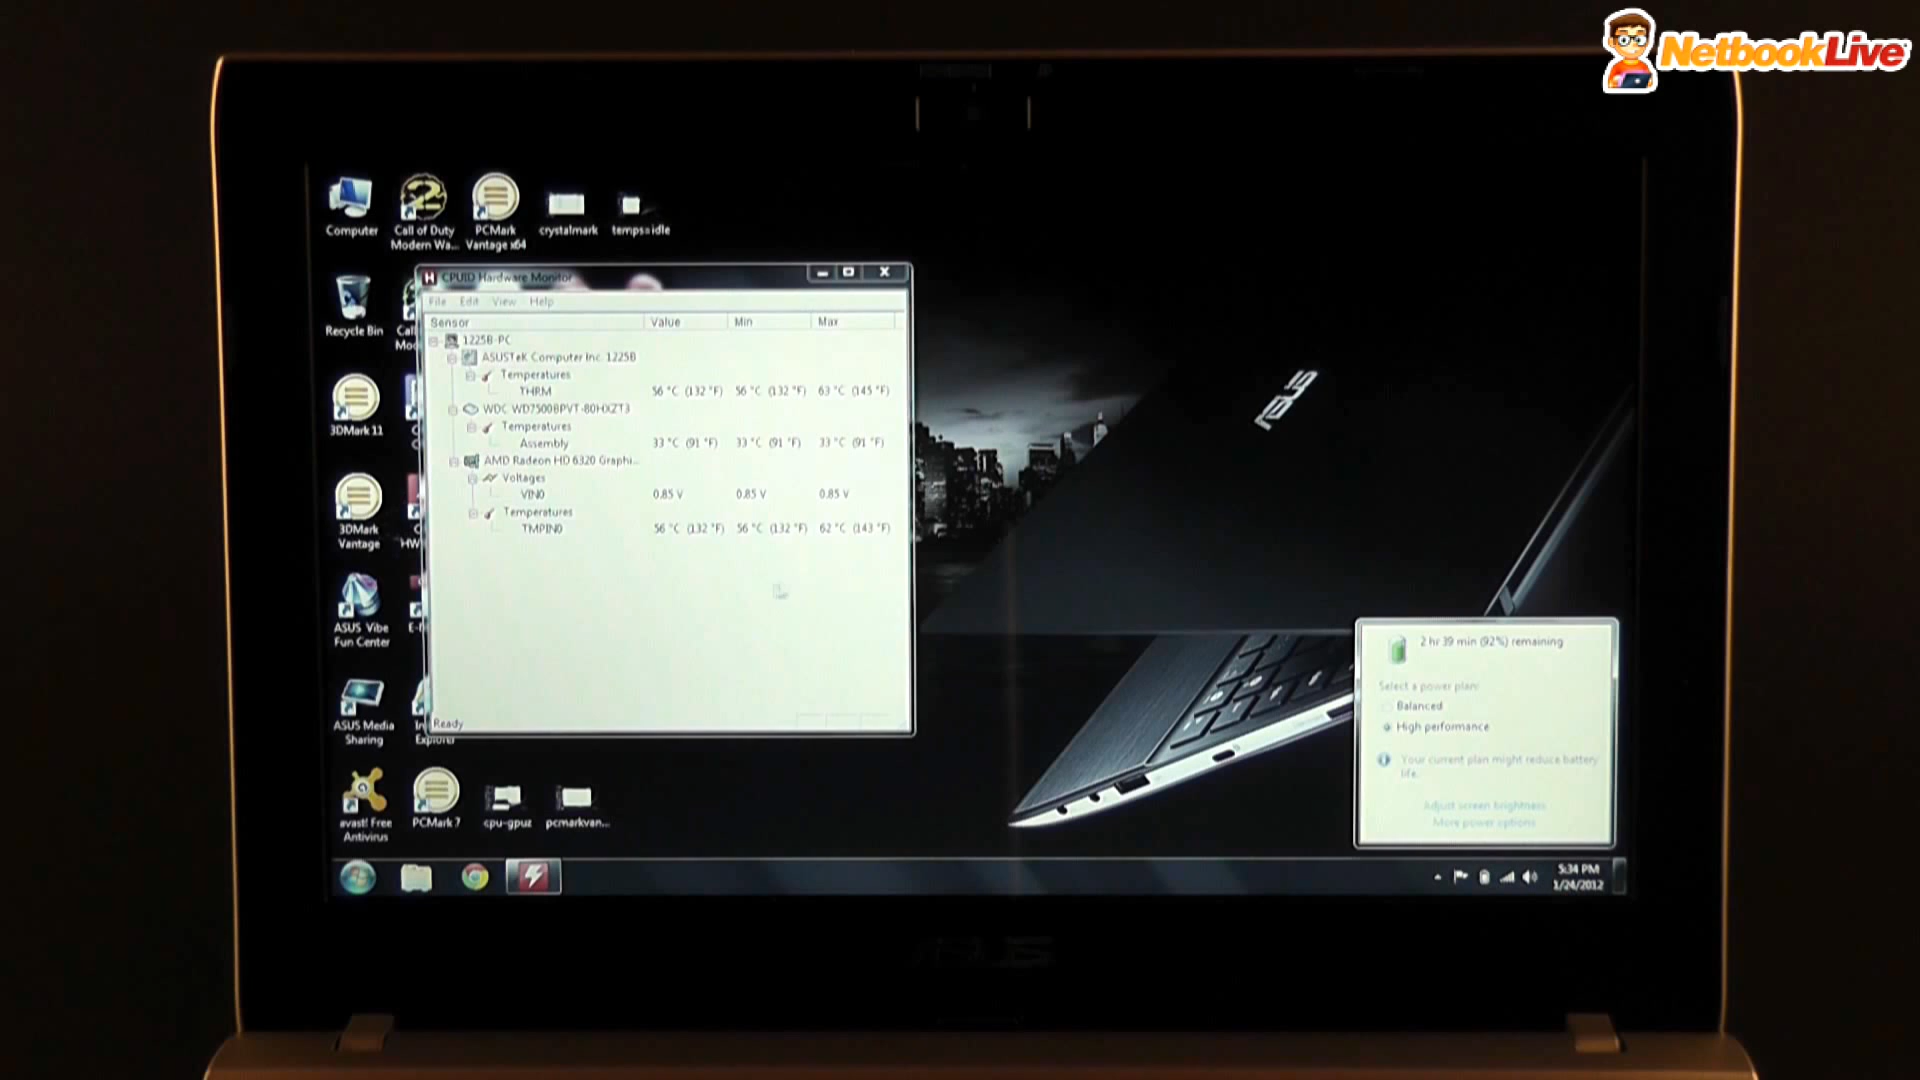 NetbookLive
Computer
Call of Duty
Modern Wa...
PCMark
Vantage x64
crystalmark
temps=idle
CPUID Hardware Monitor
File Edit View Help
Sensor Value Min Max
1225B-PC
ASUSTeK Computer Inc. 1225B
Temperatures
THRM 56 °C (132 °F) 56 °C (132 °F) 63 °C (145 °F)
WDC WD7500BPVT-80HXZT3
Temperatures
Assembly 33 °C (91 °F) 33 °C (91 °F) 33 °C (91 °F)
AMD Radeon HD 6320 Graphi...
Voltages
VIN0 0.85 V 0.85 V 0.85 V
Temperatures
TMPIN0 56 °C (132 °F) 56 °C (132 °F) 62 °C (143 °F)
Ready
Recycle Bin
3DMark 11
3DMark
Vantage
ASUS Vibe
Fun Center
ASUS Media
Sharing
Explorer
avast! Free
Antivirus
PCMark 7
cpu-gpuz
pcmarkvan...
ASUS
2 hr 39 min (92%) remaining
Select a power plan:
Balanced
High performance
Your current plan might reduce battery
life.
Adjust screen brightness
More power options
5:34 PM
1/24/2012
ASUS